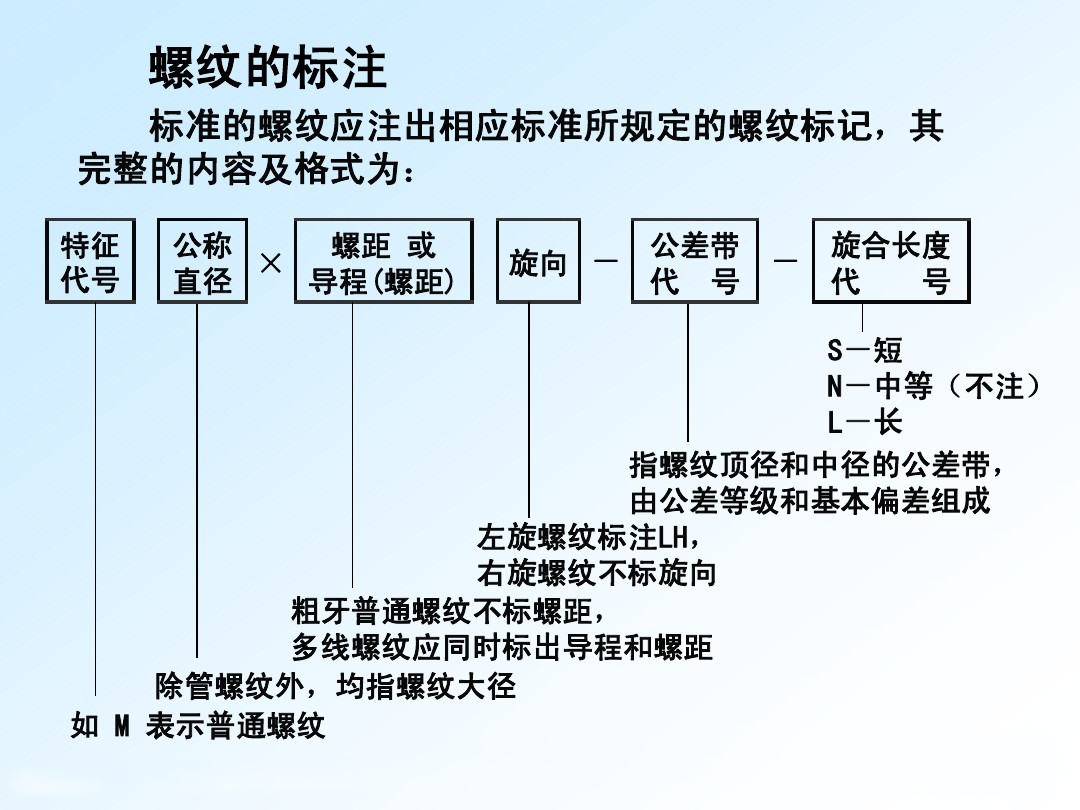 螺纹的标注
标准的螺纹应注出相应标准所规定的螺纹标记，其
完整的内容及格式为：
特征
代号
公称
直径
×
螺距 或
导程(螺距)
旋向
－
公差带
代 号
－
旋合长度
代 号
S－短
N－中等（不注）
L－长
指螺纹顶径和中径的公差带，
由公差等级和基本偏差组成
左旋螺纹标注LH，
右旋螺纹不标旋向
粗牙普通螺纹不标螺距，
多线螺纹应同时标出导程和螺距
除管螺纹外，均指螺纹大径
如 M 表示普通螺纹